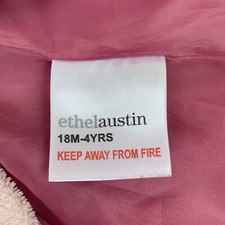 ethelaustin
18M-4YRS
KEEP AWAY FROM FIRE